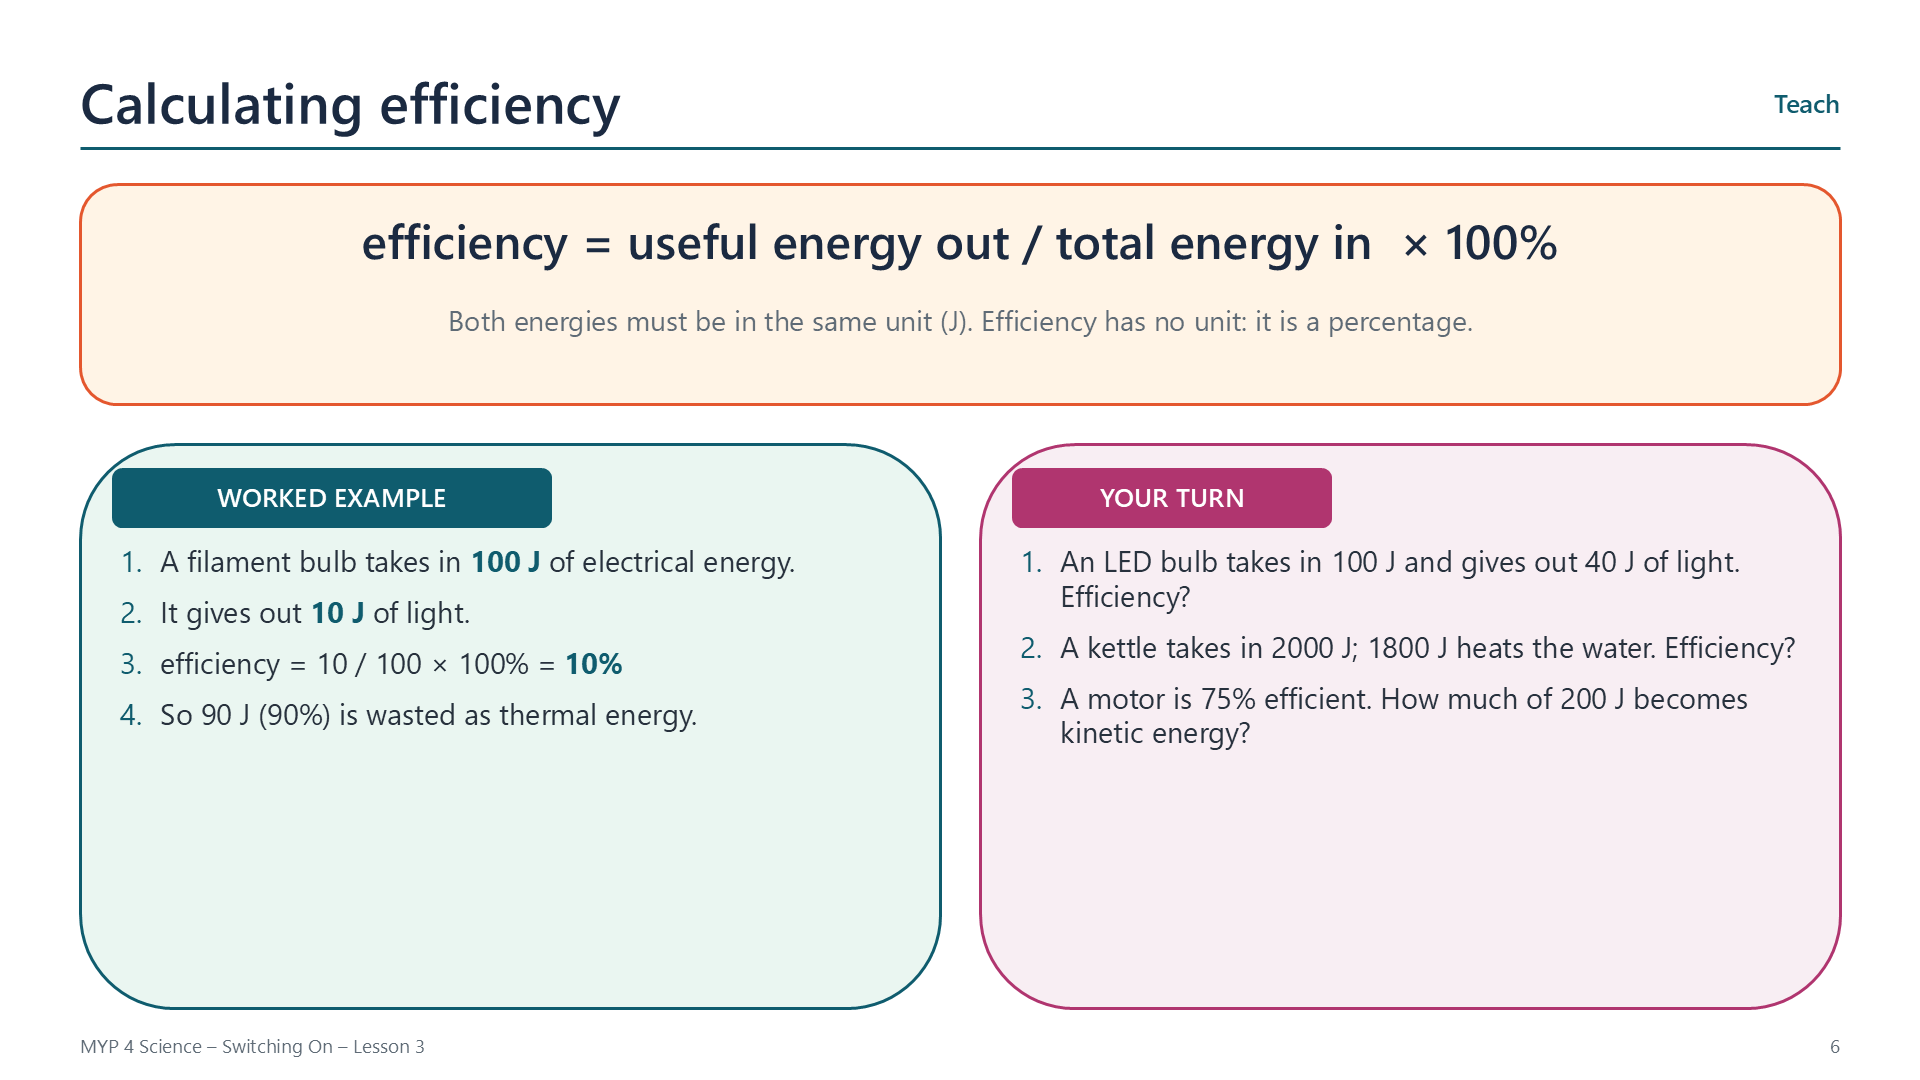 Calculating efficiency
Teach
efficiency = useful energy out / total energy in × 100%
Both energies must be in the same unit (J). Efficiency has no unit: it is a percentage.
WORKED EXAMPLE
1. A filament bulb takes in 100 J of electrical energy.
2. It gives out 10 J of light.
3. efficiency = 10 / 100 × 100% = 10%
4. So 90 J (90%) is wasted as thermal energy.
YOUR TURN
1. An LED bulb takes in 100 J and gives out 40 J of light.
Efficiency?
2. A kettle takes in 2000 J; 1800 J heats the water. Efficiency?
3. A motor is 75% efficient. How much of 200 J becomes
kinetic energy?
MYP 4 Science – Switching On – Lesson 3
6